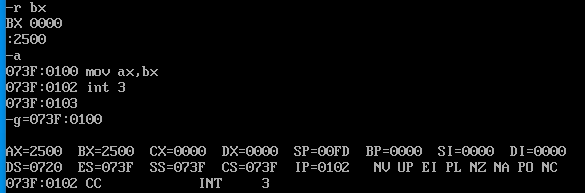 -r bx
BX 0000
:2500
-a
073F:0100 mov ax,bx
073F:0102 int 3
073F:0103
-g=073F:0100

AX=2500  BX=2500  CX=0000  DX=0000  SP=00FD  BP=0000  SI=0000  DI=0000
DS=0720  ES=073F  SS=073F  CS=073F  IP=0102   NV UP EI PL NZ NA PO NC
073F:0102 CC            INT     3